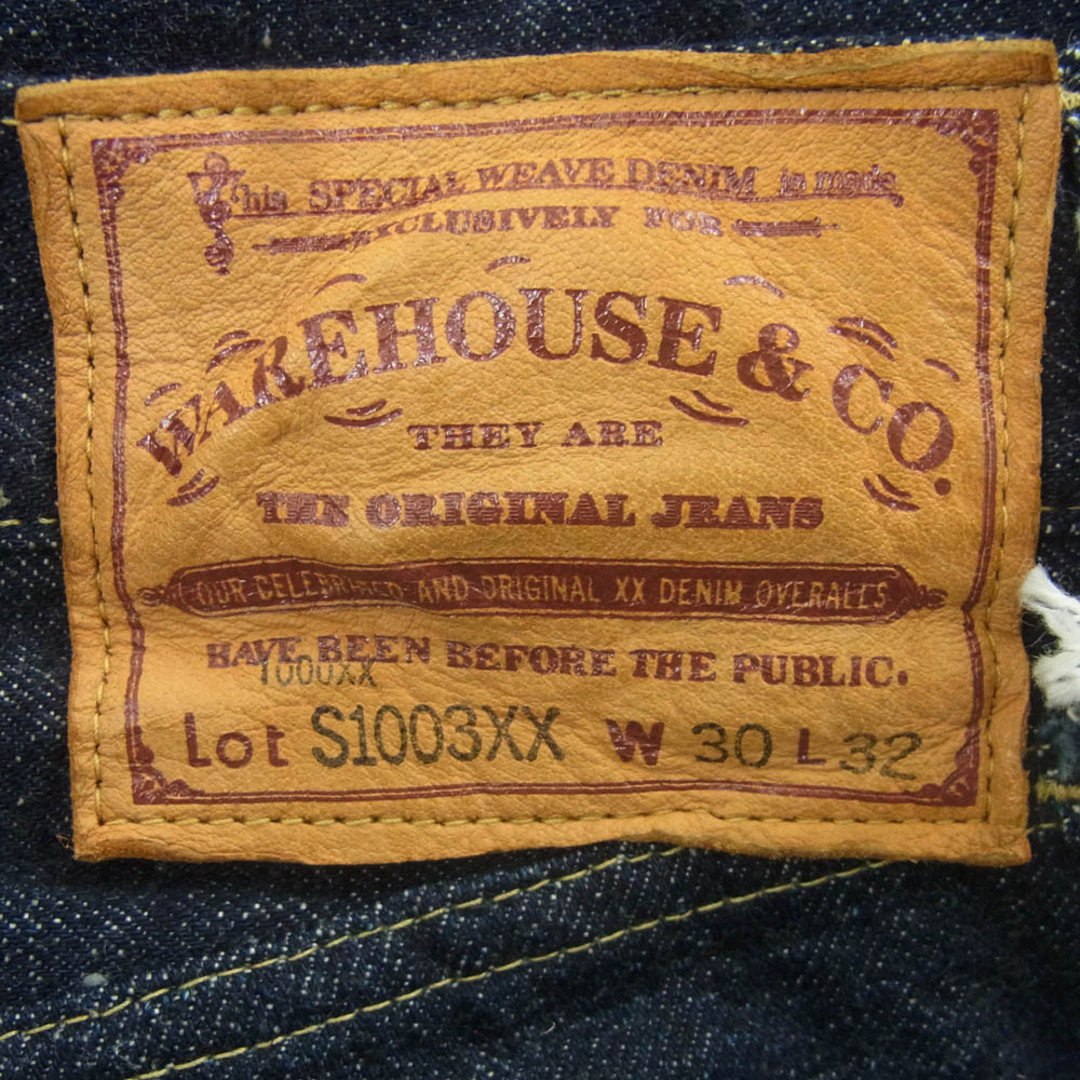 This SPECIAL WEAVE DENIM is made
EXCLUSIVELY FOR
WAREHOUSE & CO.
THEY ARE
THE ORIGINAL JEANS
OUR CELEBRATED AND ORIGINAL XX DENIM OVERALLS
HAVE BEEN BEFORE THE PUBLIC.
1000XX
Lot S1003XX W 30 L 32